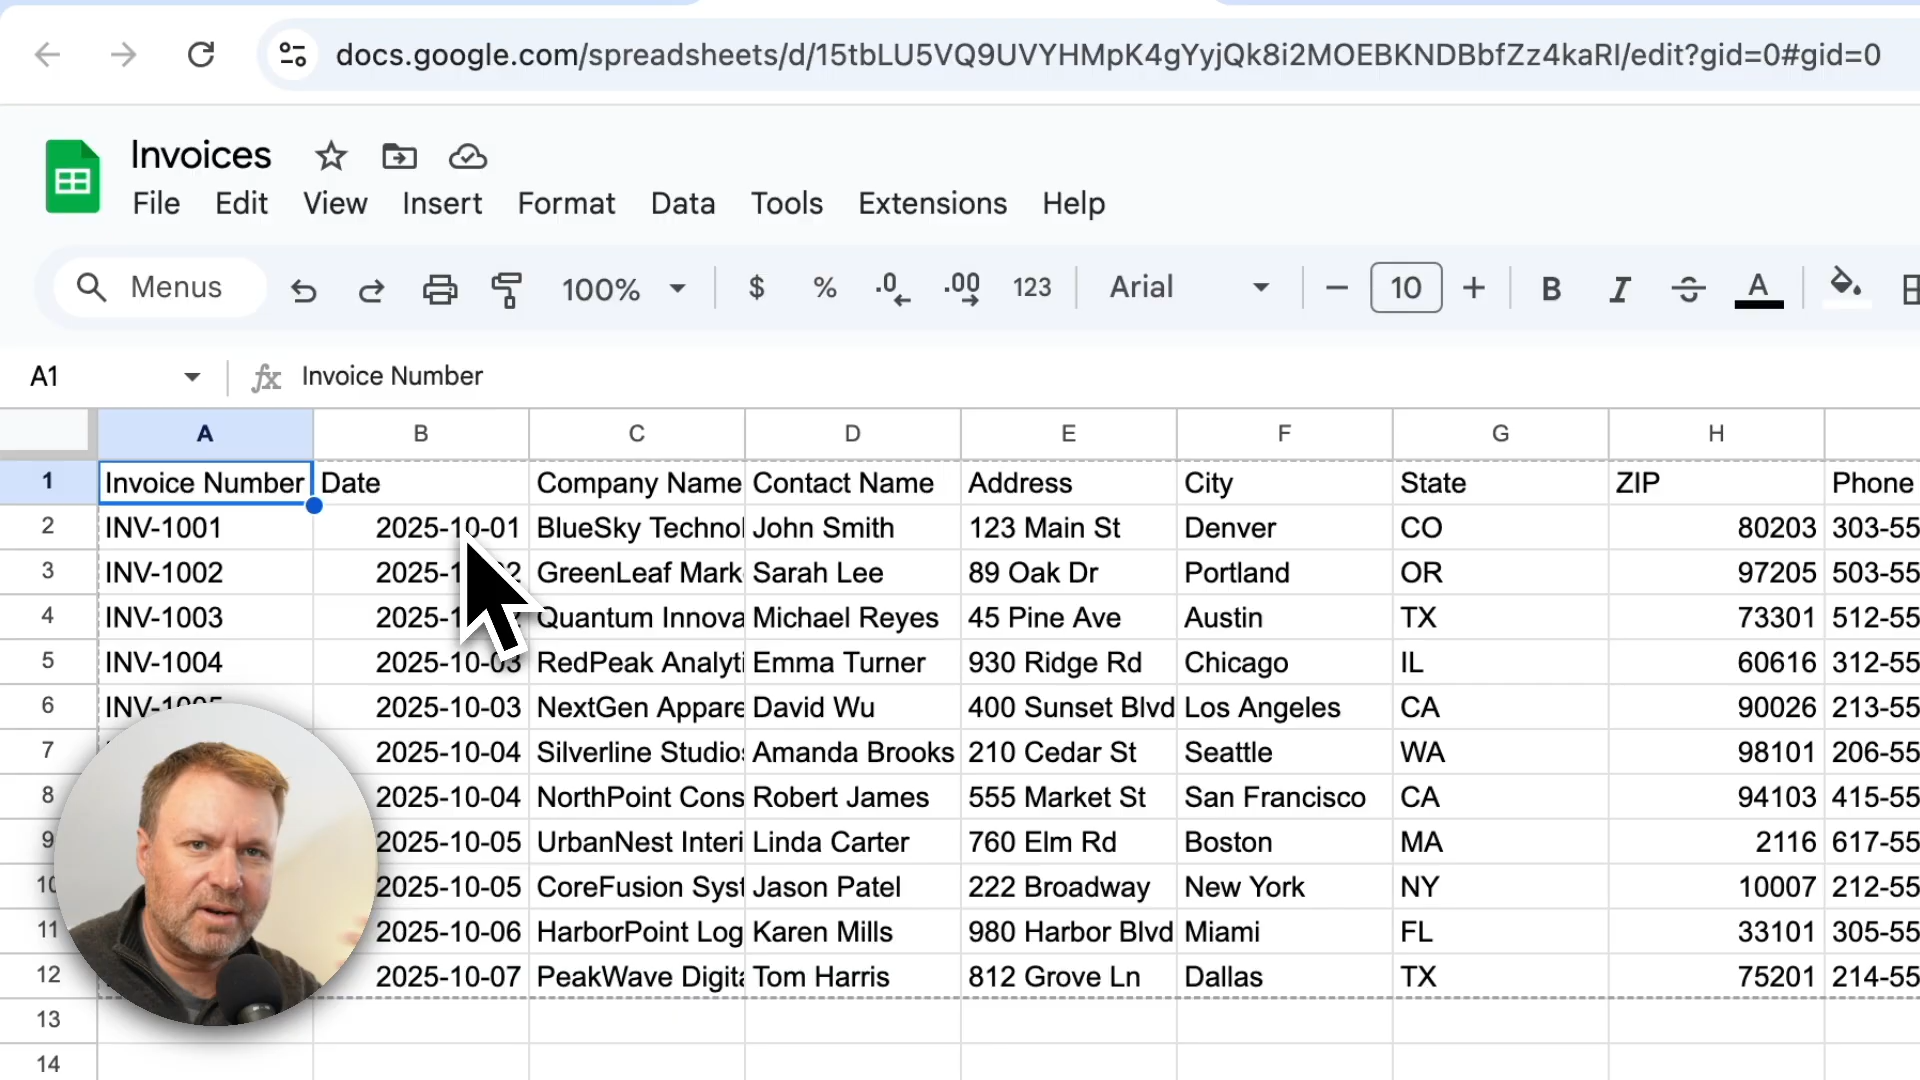 docs.google.com/spreadsheets/d/15tbLU5VQ9UVYHMpK4gYyjQk8i2MOEBKNDBbfZz4kaRI/edit?gid=0#gid=0
Invoices
File Edit View Insert Format Data Tools Extensions Help
Menus 100% $ % .0 .00 123 Arial 10 B I S A
A1 fx Invoice Number
A B C D E F G H
1 Invoice Number Date Company Name Contact Name Address City State ZIP Phone
2 INV-1001 2025-10-01 BlueSky Technol John Smith 123 Main St Denver CO 80203 303-55
3 INV-1002 2025-1 2 GreenLeaf Mark Sarah Lee 89 Oak Dr Portland OR 97205 503-55
4 INV-1003 2025-1 Quantum Innova Michael Reyes 45 Pine Ave Austin TX 73301 512-55
5 INV-1004 2025-10-03 RedPeak Analyti Emma Turner 930 Ridge Rd Chicago IL 60616 312-55
6 INV-1005 2025-10-03 NextGen Appare David Wu 400 Sunset Blvd Los Angeles CA 90026 213-55
7 2025-10-04 Silverline Studio Amanda Brooks 210 Cedar St Seattle WA 98101 206-55
8 2025-10-04 NorthPoint Cons Robert James 555 Market St San Francisco CA 94103 415-55
9 2025-10-05 UrbanNest Interi Linda Carter 760 Elm Rd Boston MA 2116 617-55
10 2025-10-05 CoreFusion Syst Jason Patel 222 Broadway New York NY 10007 212-55
11 2025-10-06 HarborPoint Log Karen Mills 980 Harbor Blvd Miami FL 33101 305-55
12 2025-10-07 PeakWave Digita Tom Harris 812 Grove Ln Dallas TX 75201 214-55
13
14